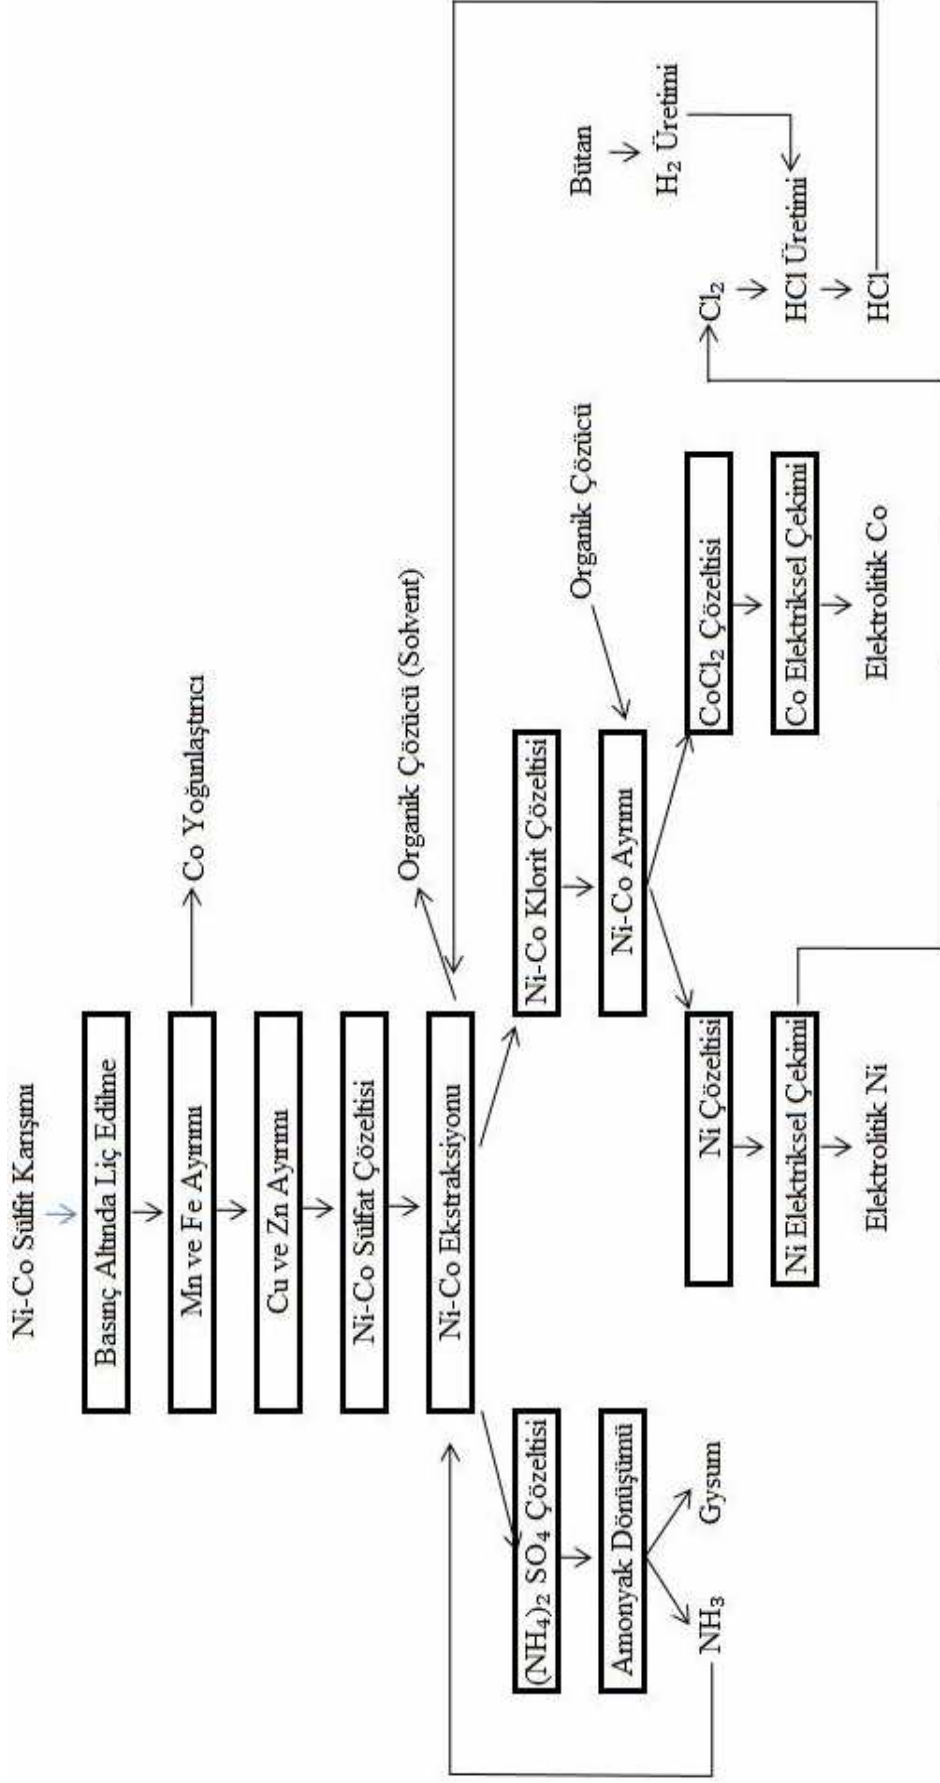 Ni-Co Sülfit Karışımı
Basınç Altında Liç Edilme
Mn ve Fe Ayırımı
Co Yoğunlaştırıcı
Cu ve Zn Ayırımı
Ni-Co Sülfat Çözeltisi
Ni-Co Ekstraksiyonu
Organik Çözücü (Solvent)
(NH₄)₂ SO₄ Çözeltisi
Ni-Co Klorit Çözeltisi
Organik Çözücü
Bütan
Amonyak Dönüşümü
Ni-Co Ayrımı
H₂ Üretimi
NH₃
Gysum
Ni Çözeltisi
CoCl₂ Çözeltisi
Cl₂
Ni Elektriksel Çekimi
Co Elektriksel Çekimi
HCl Üretimi
Elektrolitik Ni
Elektrolitik Co
HCl